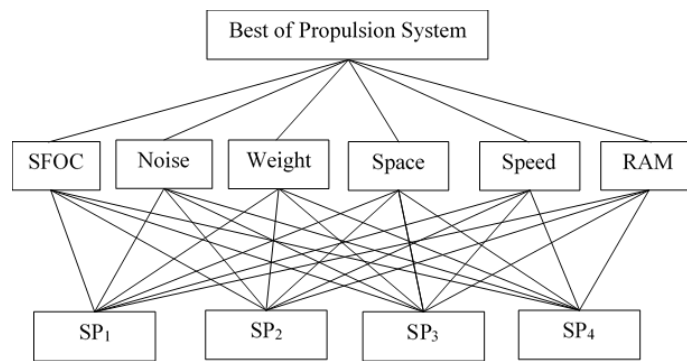 Best of Propulsion System
SFOC
Noise
Weight
Space
Speed
RAM
SP₁
SP₂
SP₃
SP₄